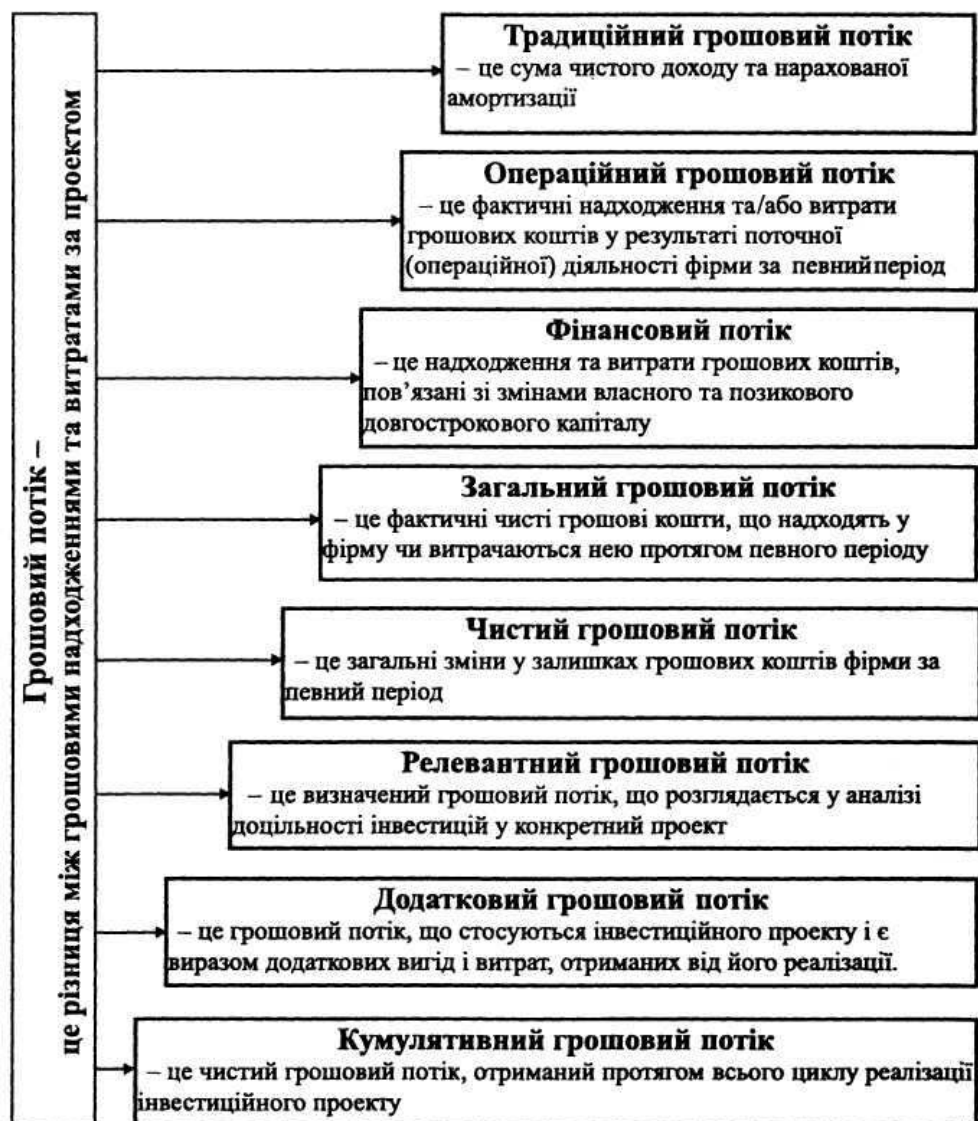 Грошовий потік –
це різниця між грошовими надходженнями та витратами за проектом
Традиційний грошовий потік
– це сума чистого доходу та нарахованої
амортизації
Операційний грошовий потік
– це фактичні надходження та/або витрати
грошових коштів у результаті поточної
(операційної) діяльності фірми за певний період
Фінансовий потік
– це надходження та витрати грошових коштів,
пов’язані зі змінами власного та позикового
довгострокового капіталу
Загальний грошовий потік
– це фактичні чисті грошові кошти, що надходять у
фірму чи витрачаються нею протягом певного періоду
Чистий грошовий потік
– це загальні зміни у залишках грошових коштів фірми за
певний період
Релевантний грошовий потік
– це визначений грошовий потік, що розглядається у аналізі
доцільності інвестицій у конкретний проект
Додатковий грошовий потік
– це грошовий потік, що стосуються інвестиційного проекту і є
виразом додаткових вигід і витрат, отриманих від його реалізації.
Кумулятивний грошовий потік
– це чистий грошовий потік, отриманий протягом всього циклу реалізації
інвестиційного проекту